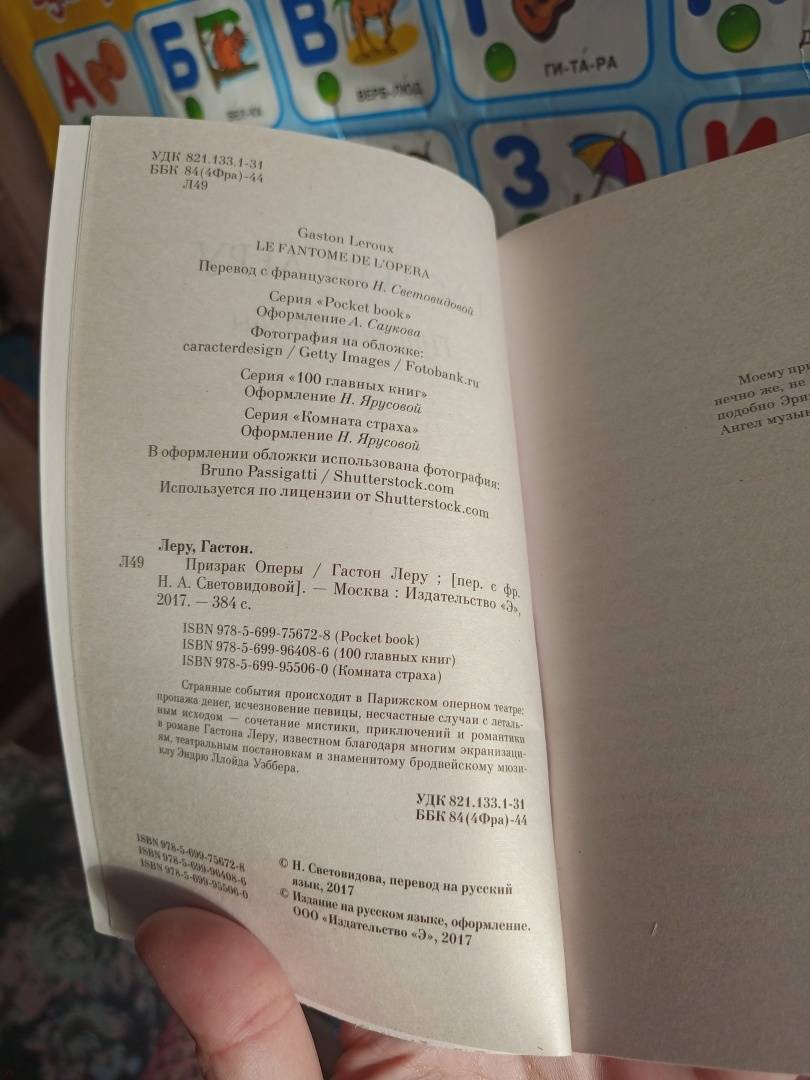 А
Б
В
ВЕРБ-ЛЮД
ГИ-ТА-РА
З
УДК 821.133.1-31
ББК 84(4Фра)-44
Л49
Gaston Leroux
LE FANTOME DE L'OPERA
Перевод с французского Н. Световидовой
Серия «Pocket book»
Оформление А. Саукова
Фотография на обложке:
caracterdesign / Getty Images / Fotobank.ru
Серия «100 главных книг»
Оформление Н. Ярусовой
Серия «Комната страха»
Оформление Н. Ярусовой
В оформлении обложки использована фотография:
Bruno Passigatti / Shutterstock.com
Используется по лицензии от Shutterstock.com
Леру, Гастон.
Л49 Призрак Оперы / Гастон Леру ; [пер. с фр.
Н. А. Световидовой]. — Москва : Издательство «Э»,
2017. — 384 с.
ISBN 978-5-699-75672-8 (Pocket book)
ISBN 978-5-699-96408-6 (100 главных книг)
ISBN 978-5-699-95506-0 (Комната страха)
Странные события происходят в Парижском оперном театре:
пропажа денег, исчезновение певицы, несчастные случаи с леталь-
ным исходом — сочетание мистики, приключений и романтики
в романе Гастона Леру, известном благодаря многим экранизаци-
ям, театральным постановкам и знаменитому бродвейскому мюзи-
клу Эндрю Ллойда Уэббера.
УДК 821.133.1-31
ББК 84(4Фра)-44
ISBN 978-5-699-75672-8
ISBN 978-5-699-96408-6
ISBN 978-5-699-95506-0
© Н. Световидова, перевод на русский
язык, 2017
© Издание на русском языке, оформление.
ООО «Издательство «Э», 2017
Моему
нечно же, не
подобно
Ангел